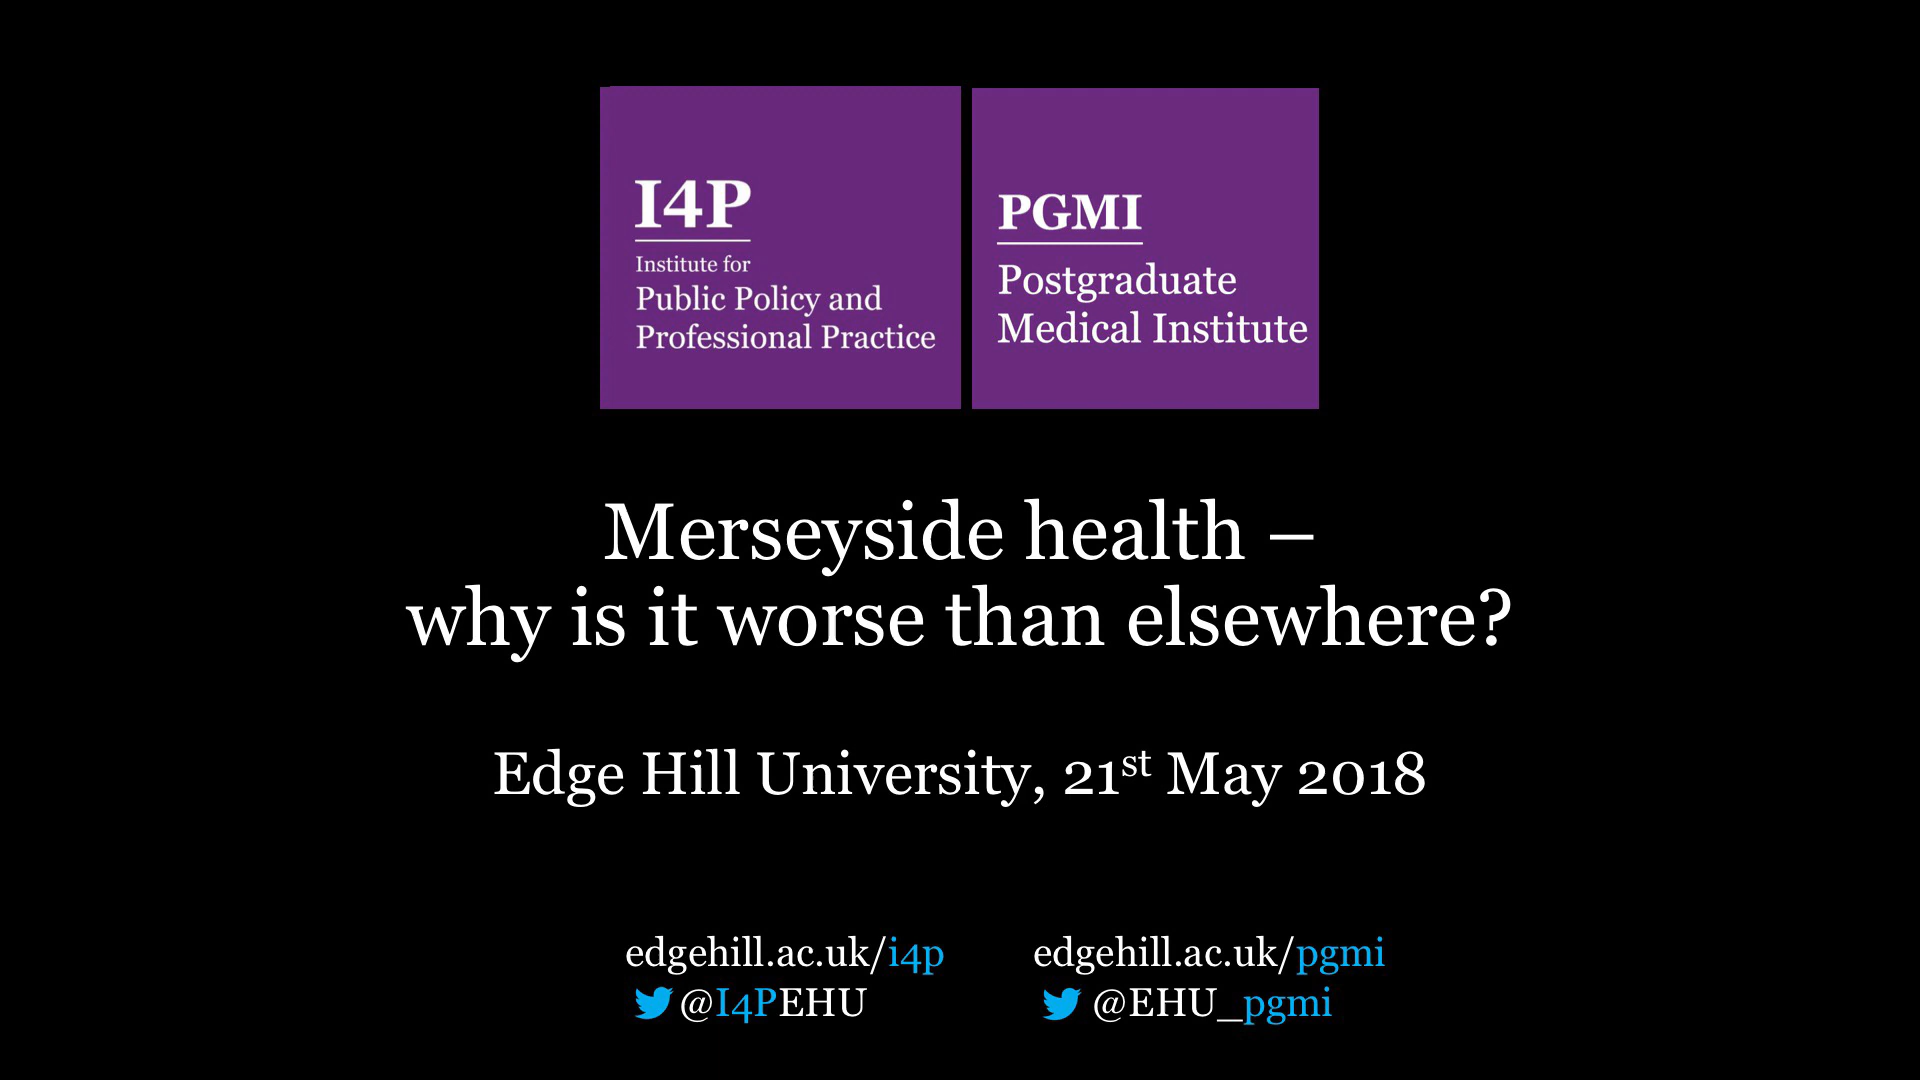 I4P
Institute for
Public Policy and
Professional Practice
PGMI
Postgraduate
Medical Institute
Merseyside health –
why is it worse than elsewhere?
Edge Hill University, 21st May 2018
edgehill.ac.uk/i4p
@I4PEHU
edgehill.ac.uk/pgmi
@EHU_pgmi